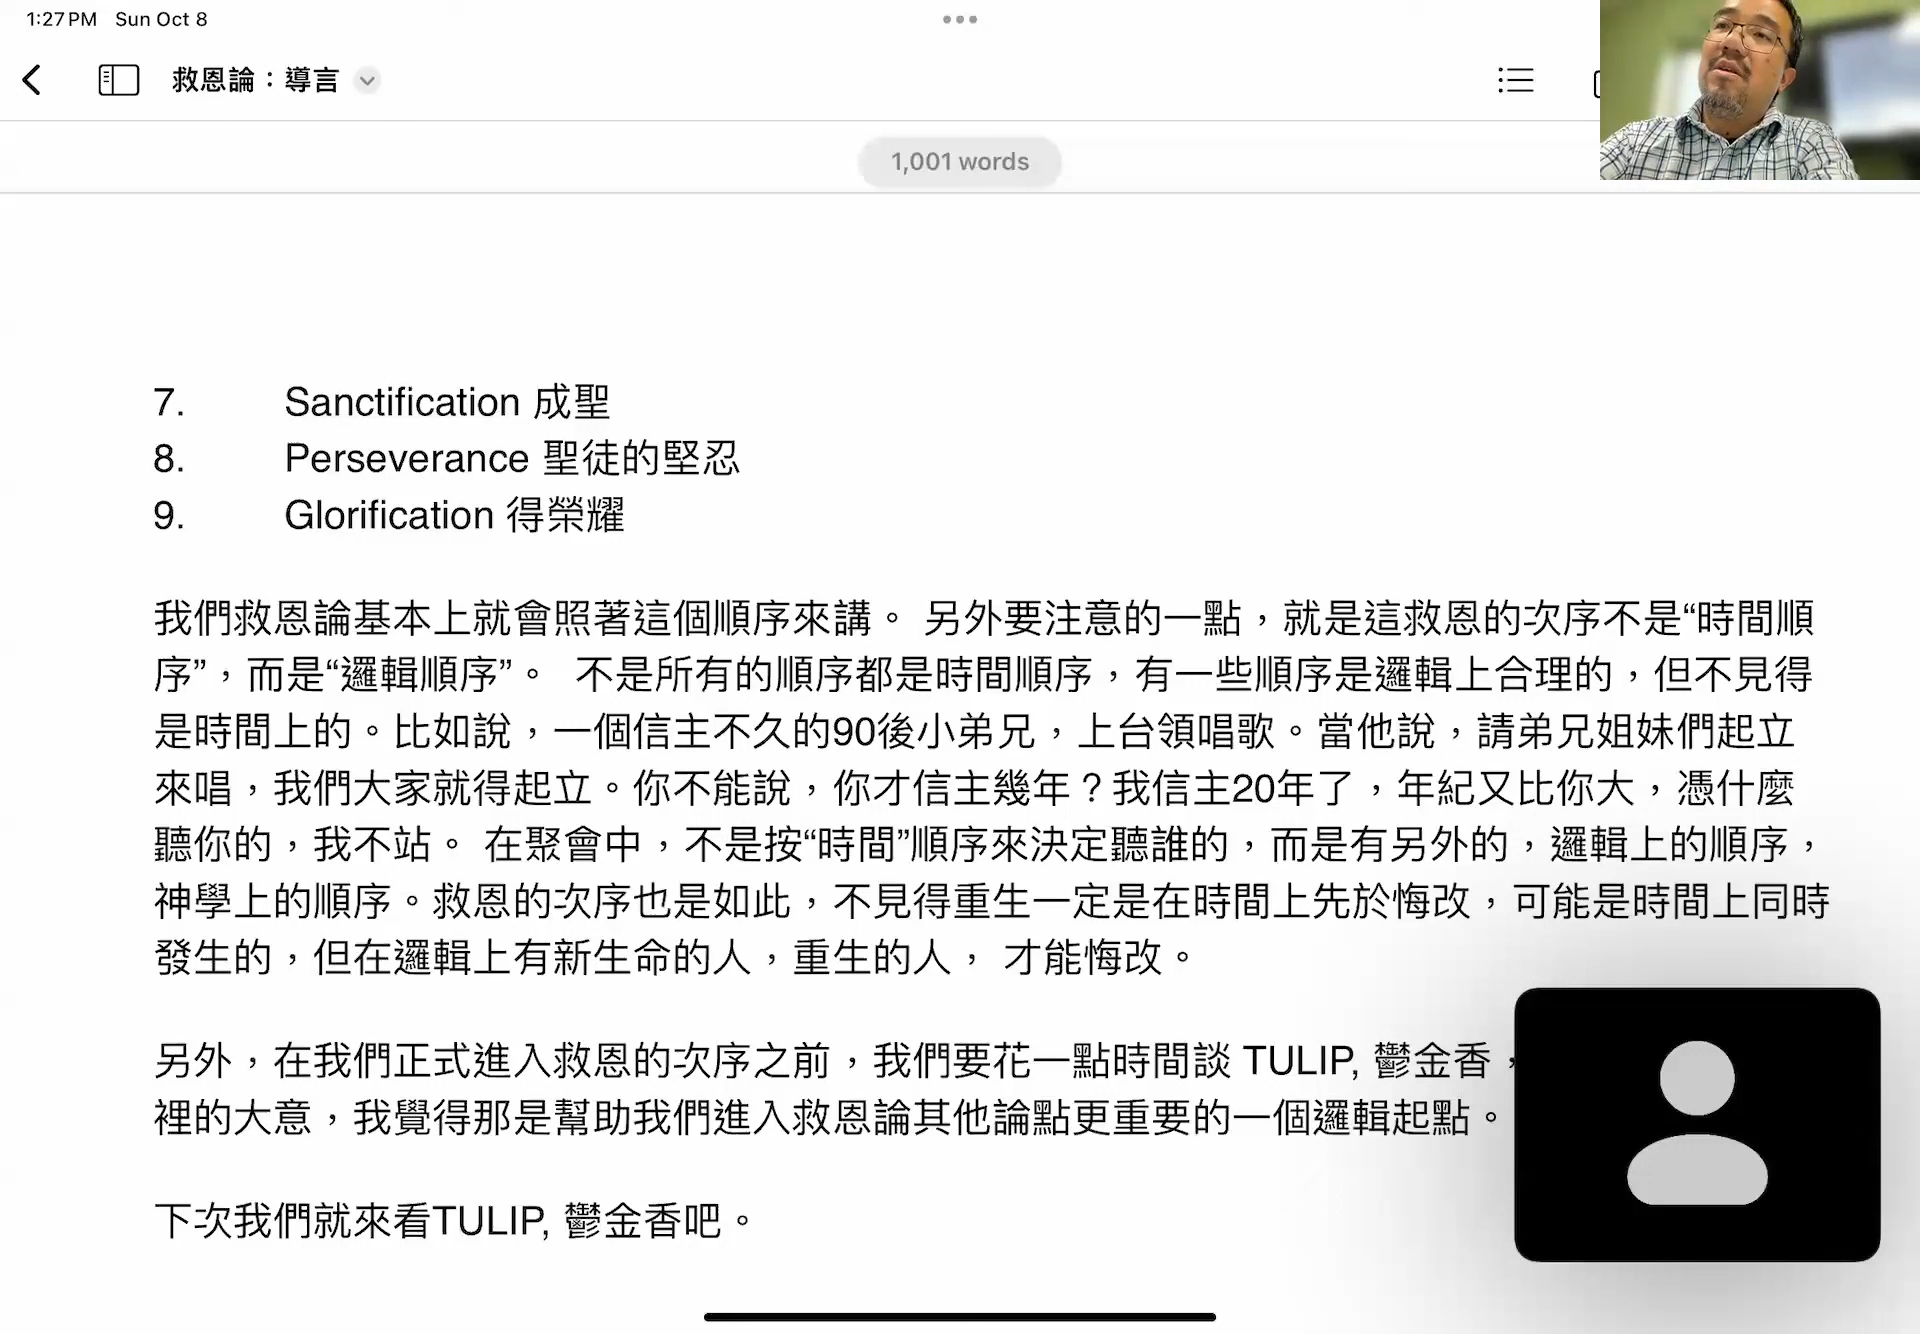 1:27 PM Sun Oct 8
救恩論：導言
1,001 words
7. Sanctification 成聖
8. Perseverance 聖徒的堅忍
9. Glorification 得榮耀
我們救恩論基本上就會照著這個順序來講。 另外要注意的一點，就是這救恩的次序不是“時間順
序”，而是“邏輯順序”。 不是所有的順序都是時間順序，有一些順序是邏輯上合理的，但不見得
是時間上的。比如說，一個信主不久的90後小弟兄，上台領唱歌。當他說，請弟兄姐妹們起立
來唱，我們大家就得起立。你不能說，你才信主幾年？我信主20年了，年紀又比你大，憑什麼
聽你的，我不站。 在聚會中，不是按“時間”順序來決定聽誰的，而是有另外的，邏輯上的順序，
神學上的順序。救恩的次序也是如此，不見得重生一定是在時間上先於悔改，可能是時間上同時
發生的，但在邏輯上有新生命的人，重生的人， 才能悔改。
另外，在我們正式進入救恩的次序之前，我們要花一點時間談 TULIP, 鬱金香，
裡的大意，我覺得那是幫助我們進入救恩論其他論點更重要的一個邏輯起點。
下次我們就來看TULIP, 鬱金香吧。